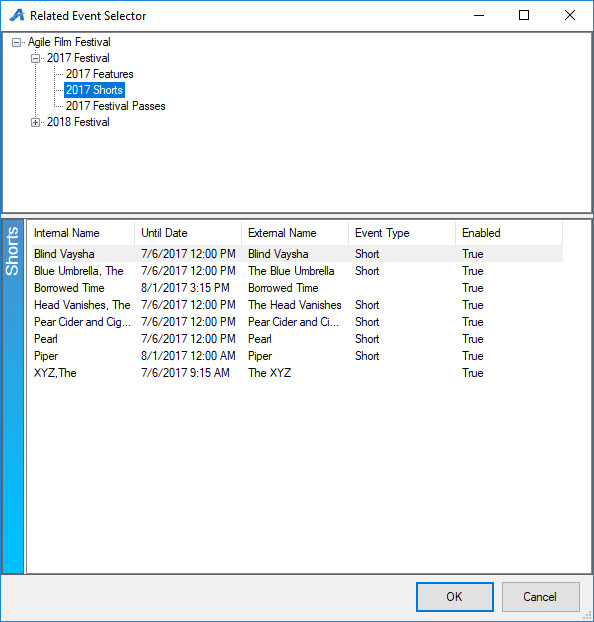 Related Event Selector
Agile Film Festival
2017 Festival
2017 Features
2017 Shorts
2017 Festival Passes
2018 Festival
Shorts
Internal Name Until Date External Name Event Type Enabled
Blind Vaysha 7/6/2017 12:00 PM Blind Vaysha Short True
Blue Umbrella, The 7/6/2017 12:00 PM The Blue Umbrella Short True
Borrowed Time 8/1/2017 3:15 PM Borrowed Time True
Head Vanishes, The 7/6/2017 12:00 PM The Head Vanishes Short True
Pear Cider and Cig... 7/6/2017 12:00 PM Pear Cider and Ci... Short True
Pearl 7/6/2017 12:00 PM Pearl Short True
Piper 8/1/2017 12:00 AM Piper Short True
XYZ,The 7/6/2017 9:15 AM The XYZ True
OK Cancel